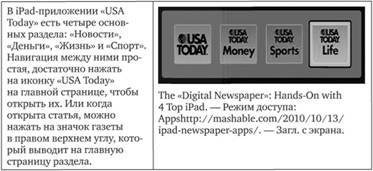 В iPad-приложении «USA
Today» есть четыре основ-
ных раздела: «Новости»,
«Деньги», «Жизнь» и «Спорт».
Навигация между ними про-
стая, достаточно нажать
на иконку «USA Today»
на главной странице, чтобы
открыть их. Или когда
открыта статья, можно
нажать на значок газеты
в правом верхнем углу, кото-
рый выводит на главную
страницу раздела.
USA
TODAY
USA
TODAY
Money
USA
TODAY
Sports
USA
TODAY
Life
The «Digital Newspaper»: Hands-On with
4 Top iPad. — Режим доступа:
Appshttp://mashable.com/2010/10/13/
ipad-newspaper-apps/. — Загл. с экрана.